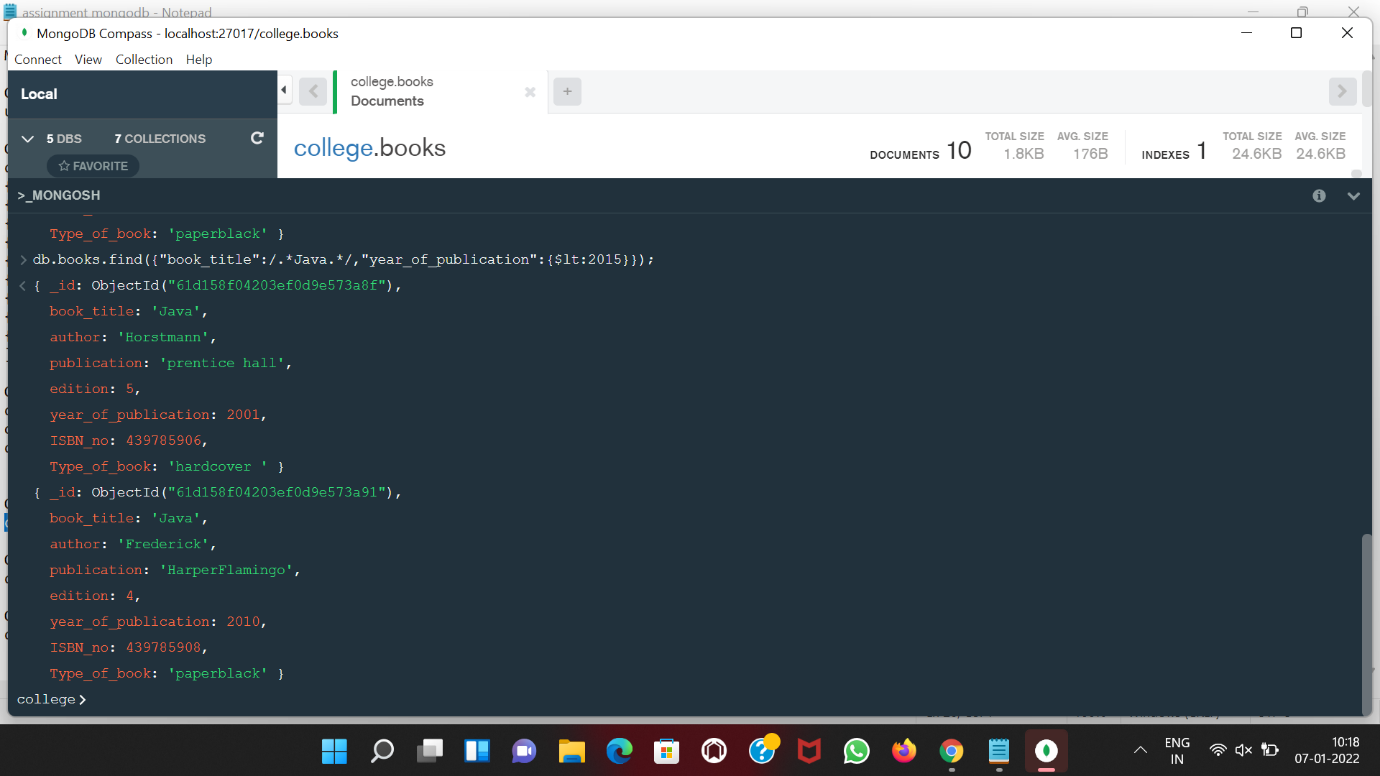 assignment mongodb - Notepad
MongoDB Compass - localhost:27017/college.books
Connect View Collection Help
Local
college.books
Documents
+
5 DBS 7 COLLECTIONS
FAVORITE
college.books
DOCUMENTS 10
TOTAL SIZE AVG. SIZE
1.8KB 176B
INDEXES 1
TOTAL SIZE AVG. SIZE
24.6KB 24.6KB
>_MONGOSH
Type_of_book: 'paperblack' }
> db.books.find({"book_title":/.*Java.*/,"year_of_publication":{$lt:2015}});
< { _id: ObjectId("61d158f04203ef0d9e573a8f"),
book_title: 'Java',
author: 'Horstmann',
publication: 'prentice hall',
edition: 5,
year_of_publication: 2001,
ISBN_no: 439785906,
Type_of_book: 'hardcover ' }
{ _id: ObjectId("61d158f04203ef0d9e573a91"),
book_title: 'Java',
author: 'Frederick',
publication: 'HarperFlamingo',
edition: 4,
year_of_publication: 2010,
ISBN_no: 439785908,
Type_of_book: 'paperblack' }
college>
ENG
IN
10:18
07-01-2022